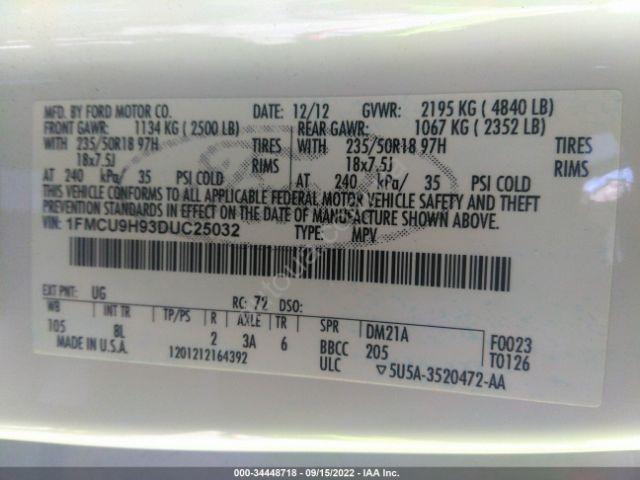 MFD. BY FORD MOTOR CO. DATE: 12/12 GVWR: 2195 KG ( 4840 LB)
FRONT GAWR: 1134 KG ( 2500 LB) REAR GAWR: 1067 KG ( 2352 LB)
WITH 235/50R18 97H TIRES WITH 235/50R18 97H TIRES
18x7.5J RIMS 18x7.5J RIMS
AT 240 kPa/ 35 PSI COLD AT 240 kPa/ 35 PSI COLD
THIS VEHICLE CONFORMS TO ALL APPLICABLE FEDERAL MOTOR VEHICLE SAFETY AND THEFT
PREVENTION STANDARDS IN EFFECT ON THE DATE OF MANUFACTURE SHOWN ABOVE.
VIN: 1FMCU9H93DUC25032 TYPE: MPV
EXT PNT: UG RC: 72 DSO:
WB INT TR TP/PS R AXLE TR SPR DM21A F0023
105 8L 2 3A 6 BBCC 205 T0126
MADE IN U.S.A. 1201212164392 ULC ▽5U5A-3520472-AA
000-34448718 - 09/15/2022 - IAA Inc.